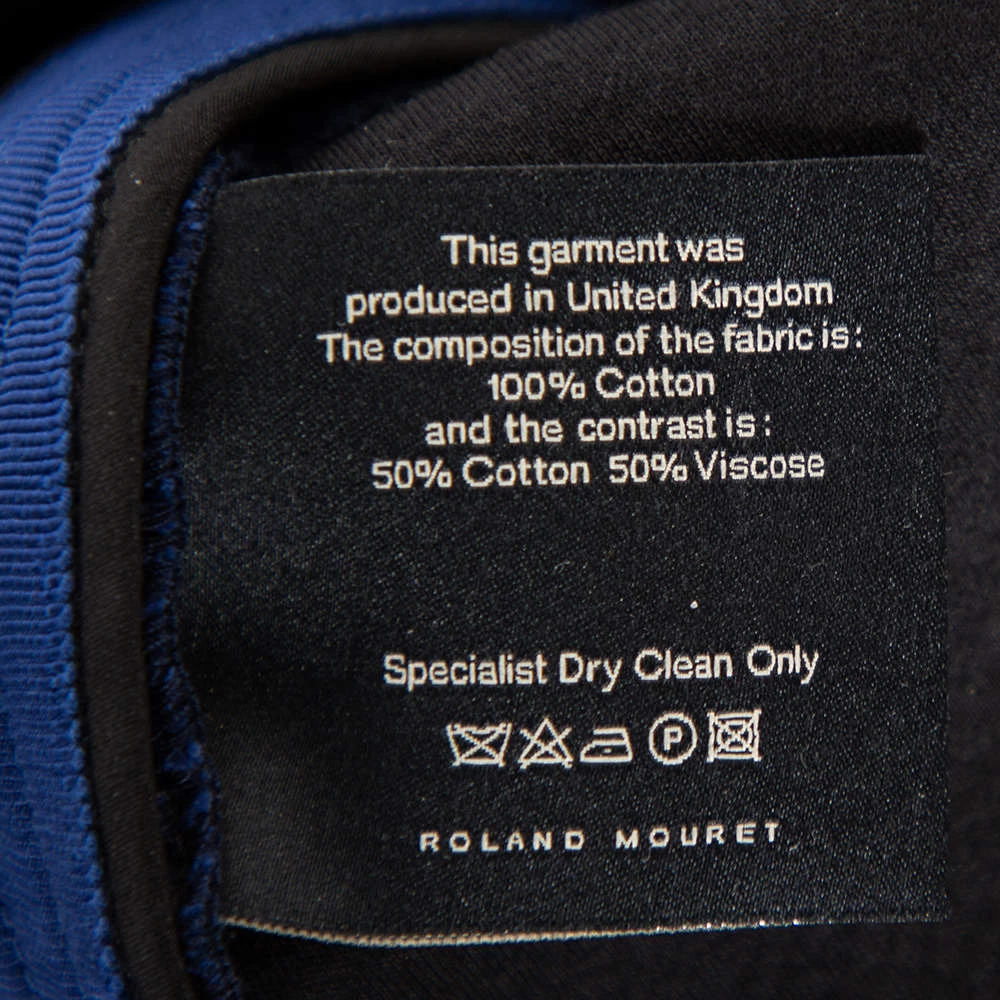 This garment was
produced in United Kingdom
The composition of the fabric is:
100% Cotton
and the contrast is:
50% Cotton 50% Viscose
Specialist Dry Clean Only
P
ROLAND MOURET